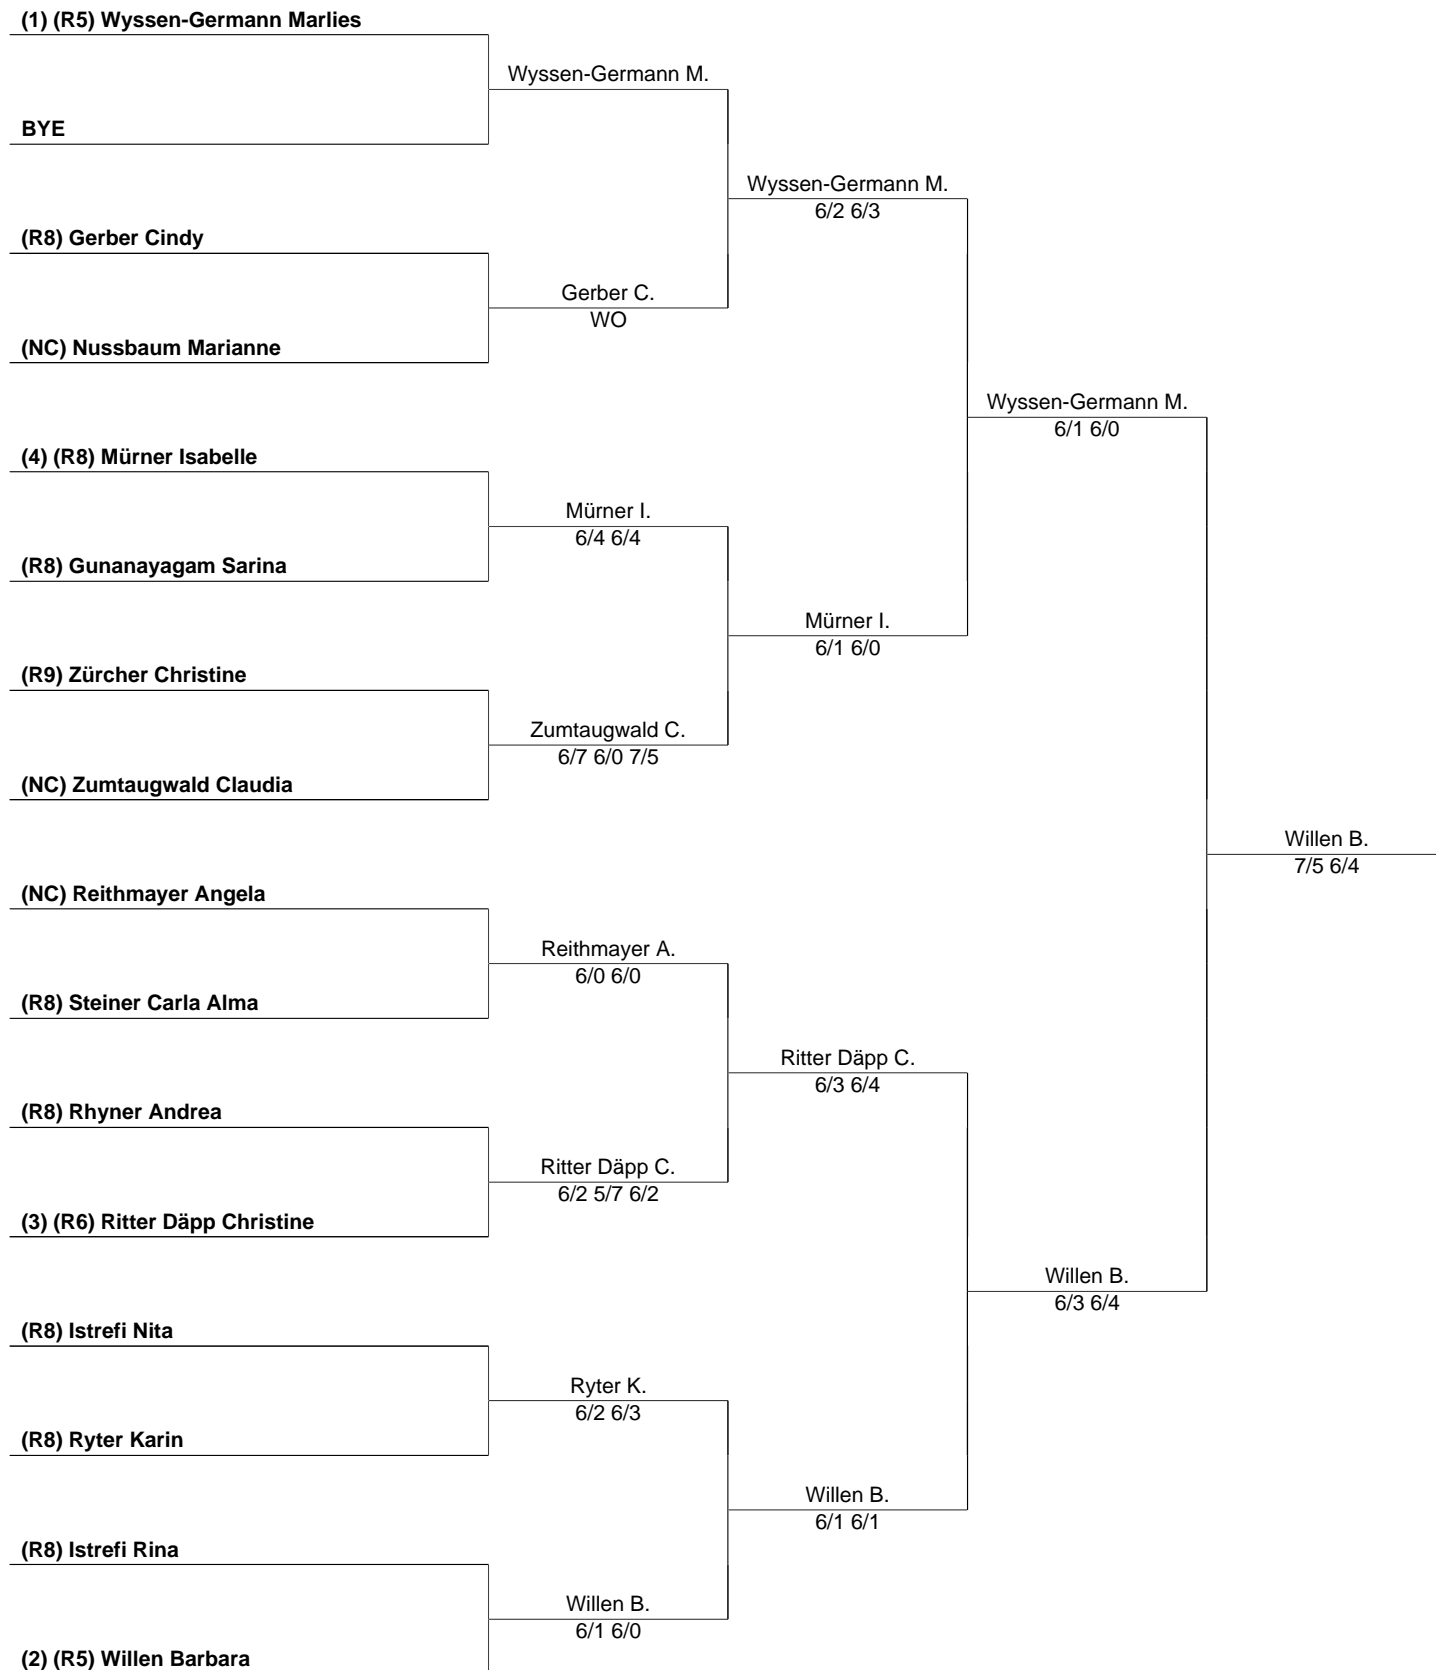 (1) (R5) Wyssen-Germann Marlies
Wyssen-Germann M.
BYE
Wyssen-Germann M.
6/2 6/3
(R8) Gerber Cindy
Gerber C.
WO
(NC) Nussbaum Marianne
Wyssen-Germann M.
6/1 6/0
(4) (R8) Mürner Isabelle
Mürner I.
6/4 6/4
(R8) Gunanayagam Sarina
Mürner I.
6/1 6/0
(R9) Zürcher Christine
Zumtaugwald C.
6/7 6/0 7/5
(NC) Zumtaugwald Claudia
Willen B.
7/5 6/4
(NC) Reithmayer Angela
Reithmayer A.
6/0 6/0
(R8) Steiner Carla Alma
Ritter Däpp C.
6/3 6/4
(R8) Rhyner Andrea
Ritter Däpp C.
6/2 5/7 6/2
(3) (R6) Ritter Däpp Christine
Willen B.
6/3 6/4
(R8) Istrefi Nita
Ryter K.
6/2 6/3
(R8) Ryter Karin
Willen B.
6/1 6/1
(R8) Istrefi Rina
Willen B.
6/1 6/0
(2) (R5) Willen Barbara